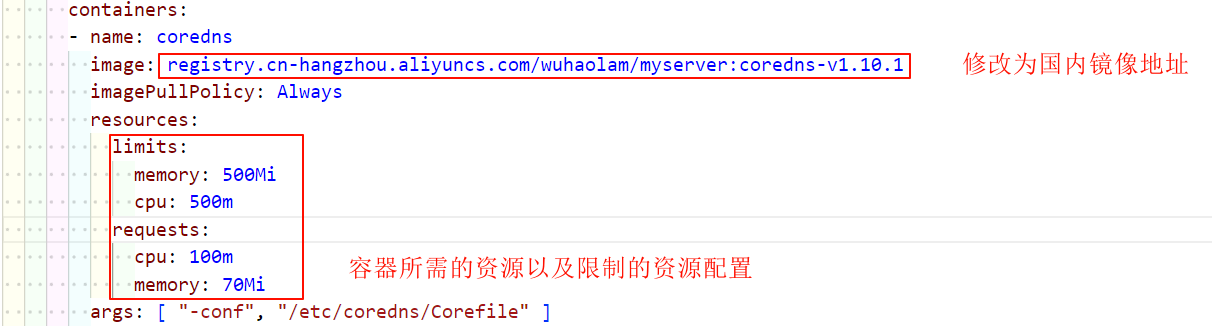 containers:
- name: coredns
image: registry.cn-hangzhou.aliyuncs.com/wuhaolam/myserver:coredns-v1.10.1 修改为国内镜像地址
imagePullPolicy: Always
resources:
limits:
memory: 500Mi
cpu: 500m
requests:
cpu: 100m
memory: 70Mi
容器所需的资源以及限制的资源配置
args: [ "-conf", "/etc/coredns/Corefile" ]